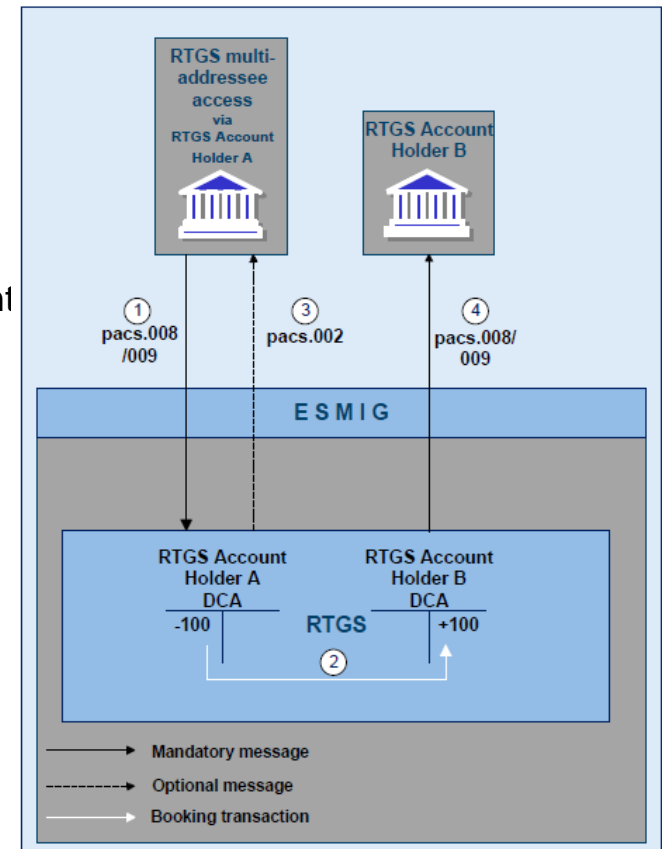 RTGS multi-
addressee
access
via
RTGS Account
Holder A
RTGS Account
Holder B
1
pacs.008
/009
3
pacs.002
4
pacs.008/
009
E S M I G
RTGS Account
Holder A
DCA
-100
RTGS
RTGS Account
Holder B
DCA
+100
2
Mandatory message
Optional message
Booking transaction